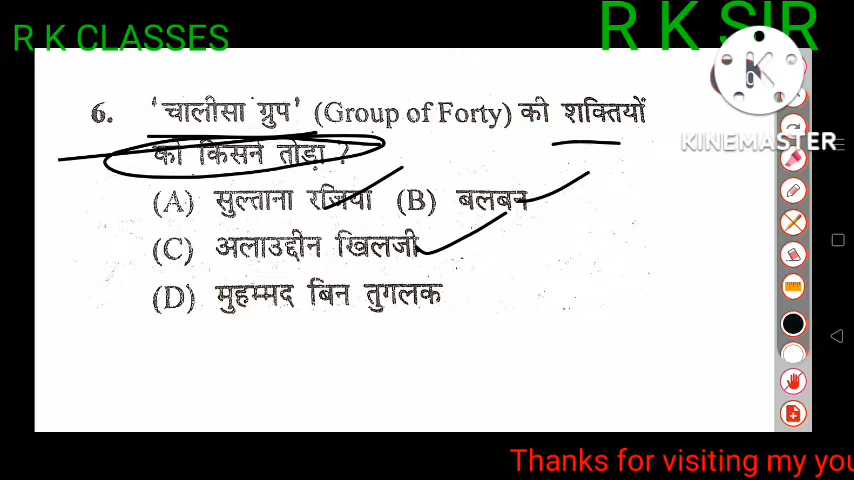 R K CLASSES
R K SIR
KINEMASTER
6. 'चालीसा ग्रुप' (Group of Forty) की शक्तियों
को किसने तोड़ा ?
(A) सुल्ताना रजिया (B) बलबन
(C) अलाउद्दीन खिलजी
(D) मुहम्मद बिन तुगलक
Thanks for visiting my you